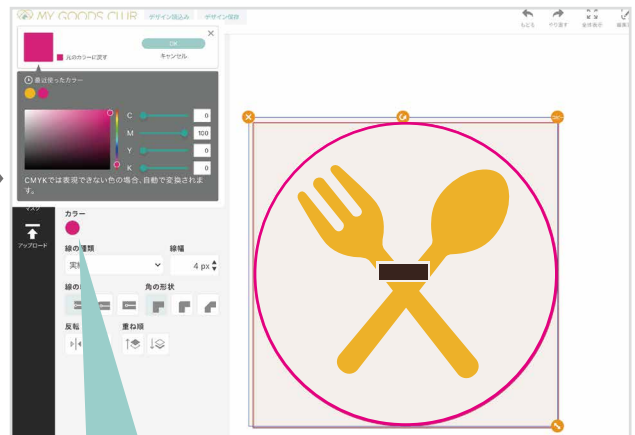 MY GOODS CLUB デザイン読込み デザイン保存
もどる やり直す 全体表示
OK
元のカラーに戻す キャンセル
最近使ったカラー
C 0
M 100
Y 0
K 0
CMYKでは表現できない色の場合、自動で変換されま
す。
マスク
カラー
アップロード
線の種類 線幅
4 px
角の形状
反転 重ね順